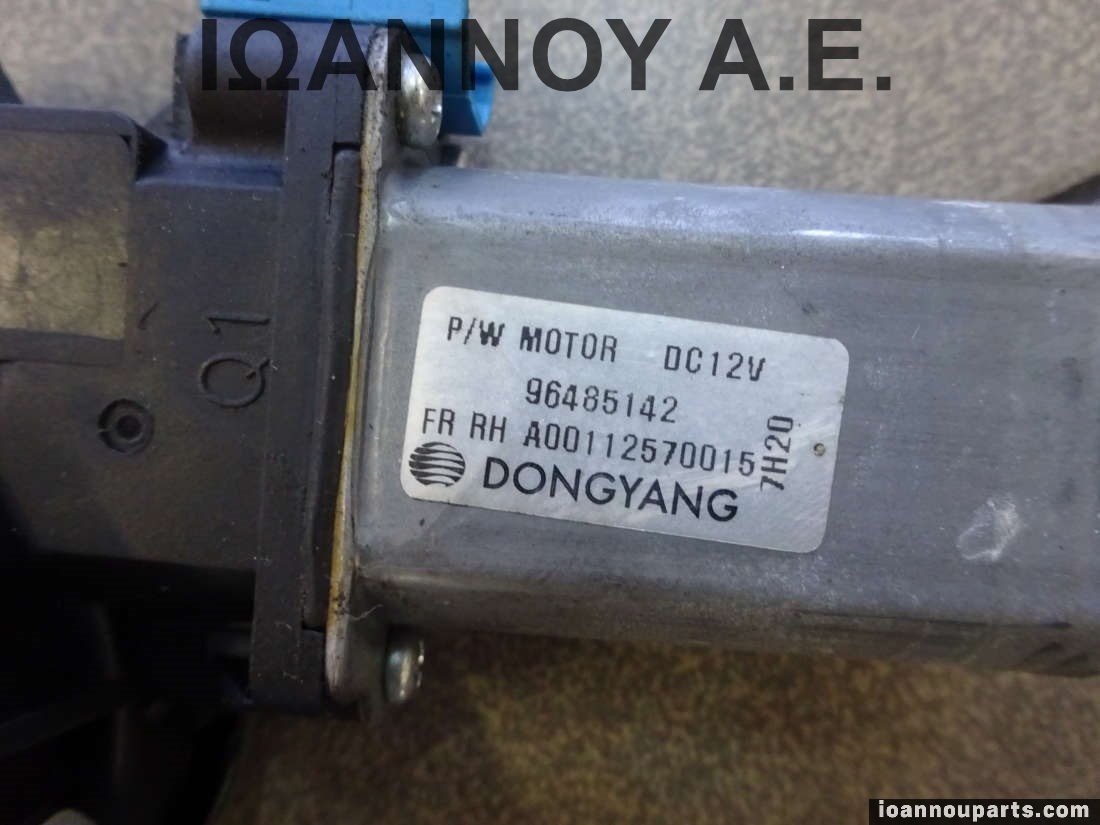 ΙΩΑΝΝΟΥ Α.Ε.
Q1
P/W MOTOR DC12V
96485142
FR RH A00112570015
7H20
DONGYANG
ioannouparts.com